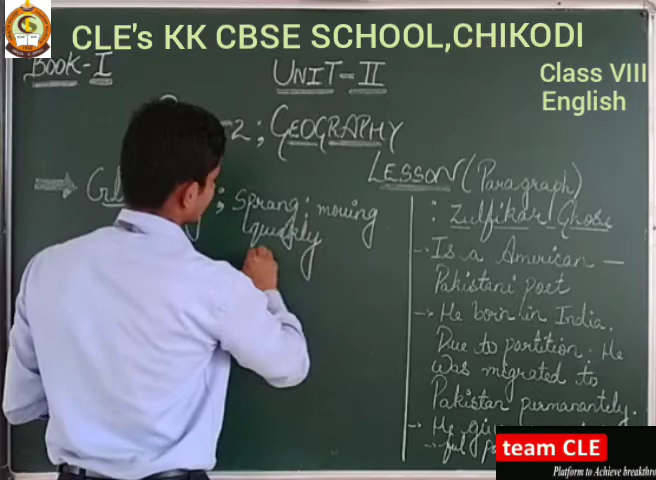 CLE's KK CBSE SCHOOL,CHIKODI
Class VIII
English
BOOK-I
UNIT-II
2; GEOGRAPHY
LESSON (Paragraph)
; Sprang: moving
quickly
: Zulfikar Ghose
→ Is a American —
Pakistani poet
→ He born in India.
Due to partition. He
was migrated to
Pakistan permanantely.
→ He
team CLE
Platform to Achieve breakthro